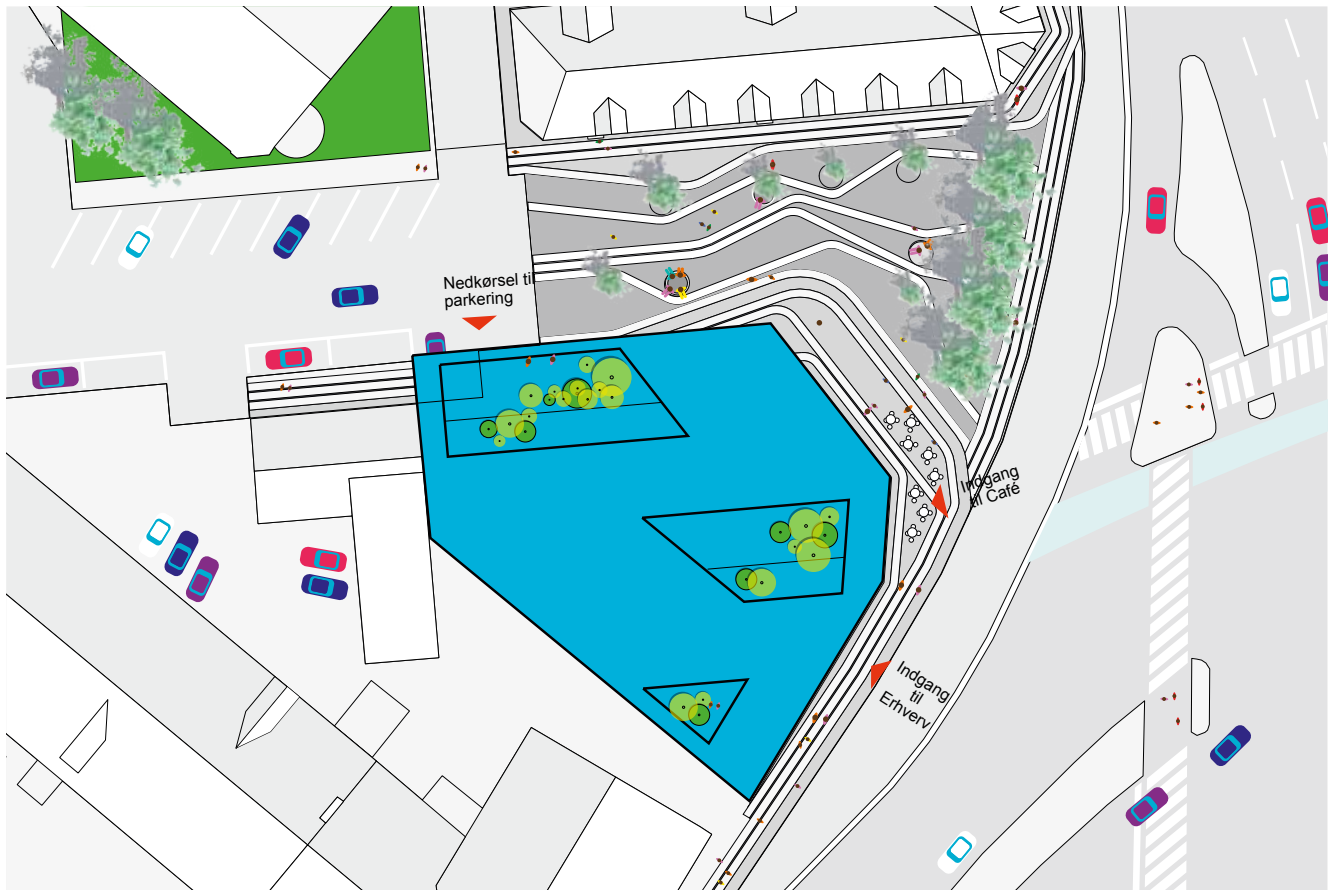 Nedkørsel til
parkering
Indgang
til Café
Indgang
til
Erhverv